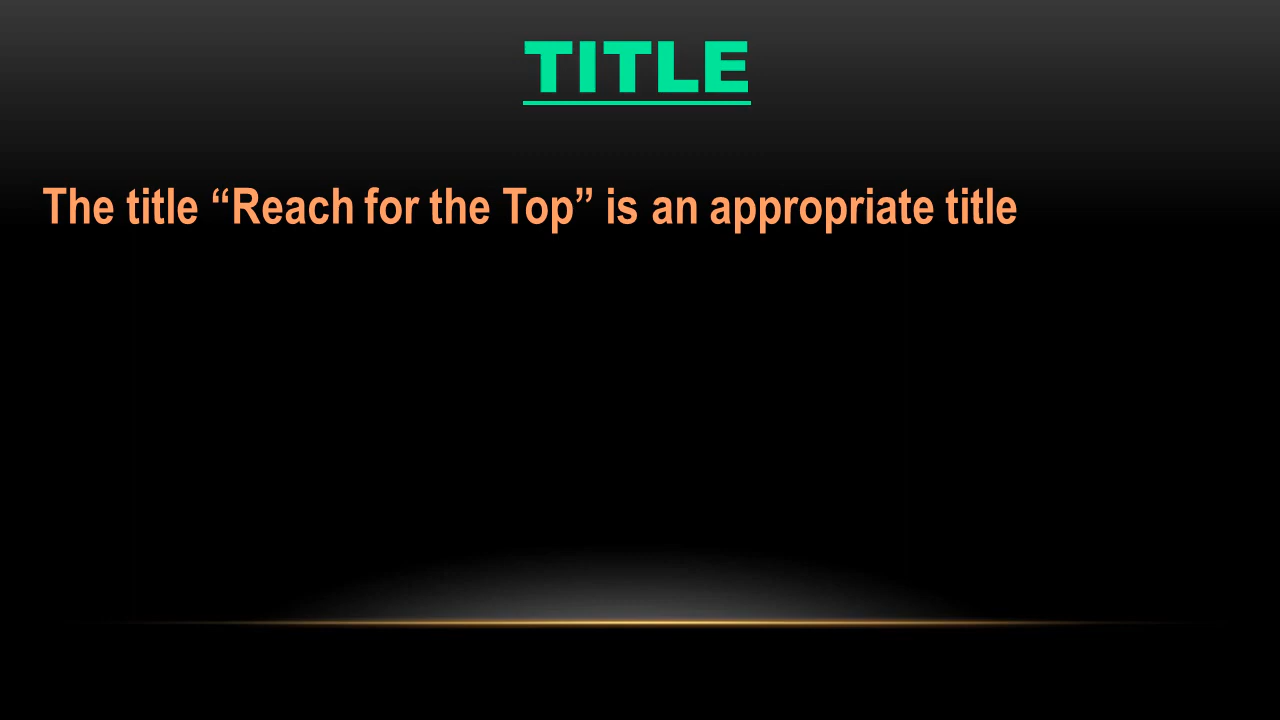 TITLE
The title “Reach for the Top” is an appropriate title